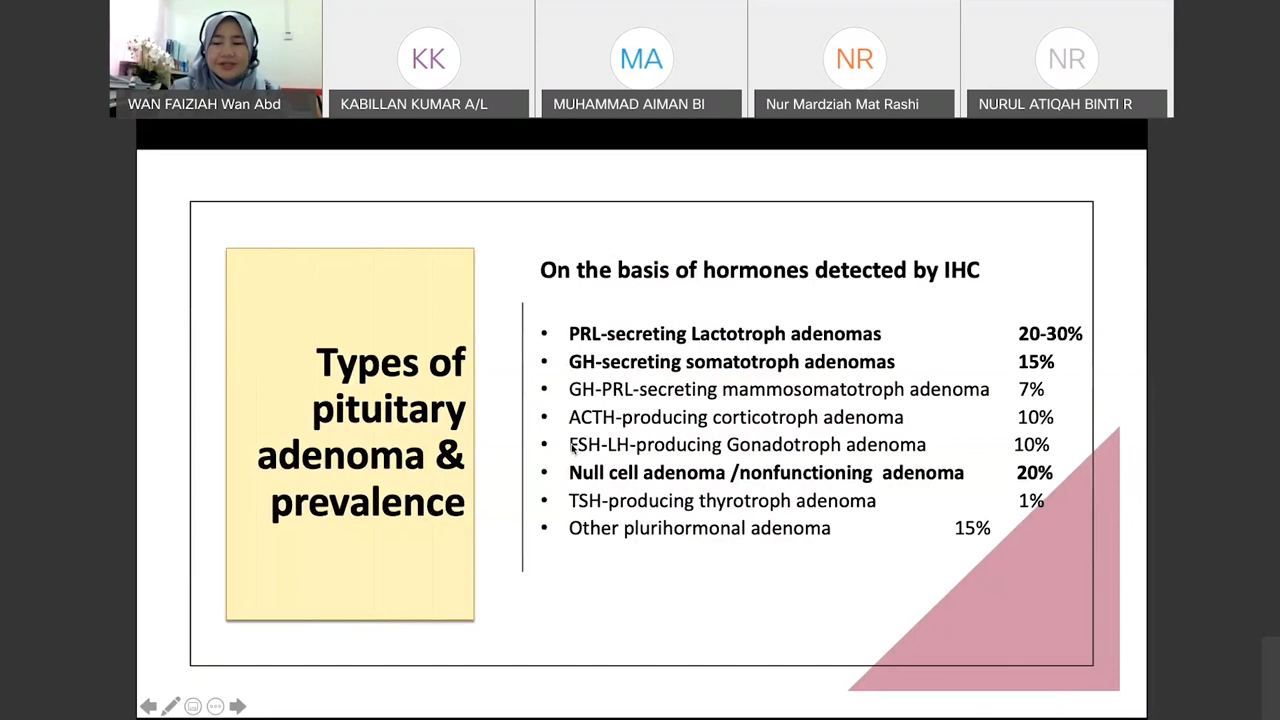 KK
MA
NR
NR
WAN FAIZIAH Wan Abd
KABILLAN KUMAR A/L
MUHAMMAD AIMAN BI
Nur Mardziah Mat Rashi
NURUL ATIQAH BINTI R
Types of
pituitary
adenoma &
prevalence
On the basis of hormones detected by IHC
• PRL-secreting Lactotroph adenomas 20-30%
• GH-secreting somatotroph adenomas 15%
• GH-PRL-secreting mammosomatotroph adenoma 7%
• ACTH-producing corticotroph adenoma 10%
• FSH-LH-producing Gonadotroph adenoma 10%
• Null cell adenoma /nonfunctioning adenoma 20%
• TSH-producing thyrotroph adenoma 1%
• Other plurihormonal adenoma 15%